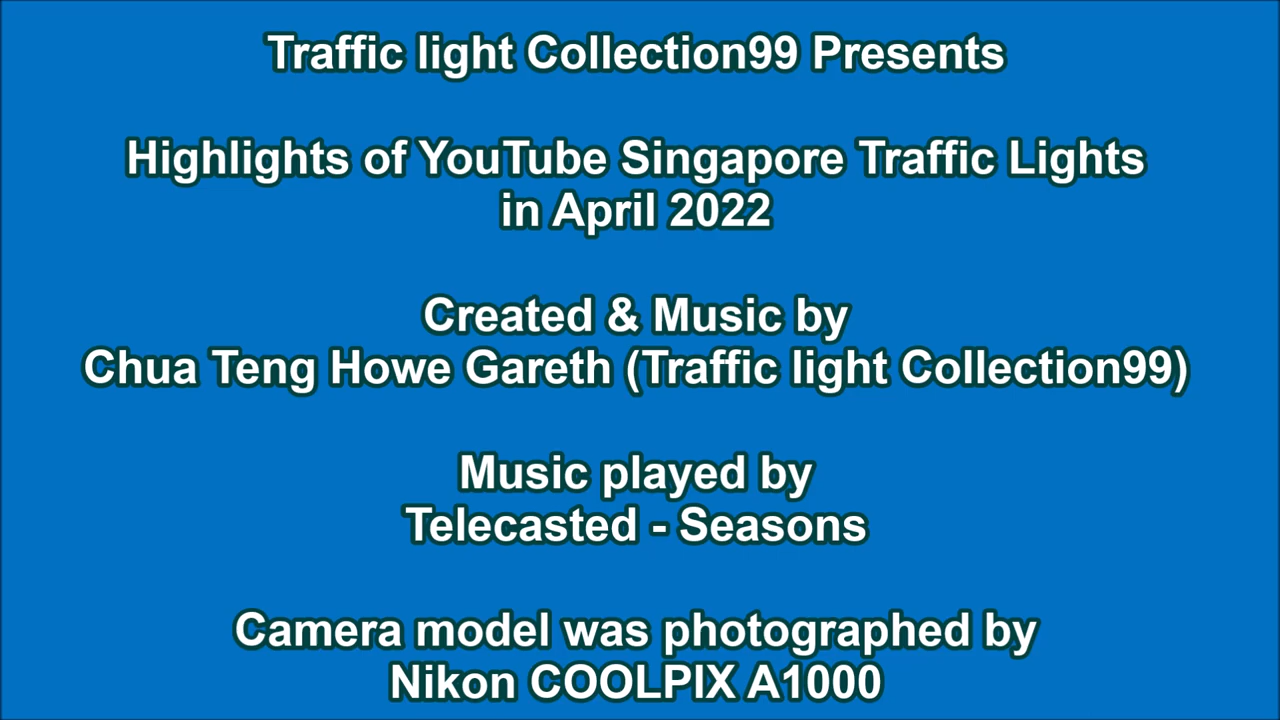 Traffic light Collection99 Presents
Highlights of YouTube Singapore Traffic Lights
in April 2022
Created & Music by
Chua Teng Howe Gareth (Traffic light Collection99)
Music played by
Telecasted - Seasons
Camera model was photographed by
Nikon COOLPIX A1000